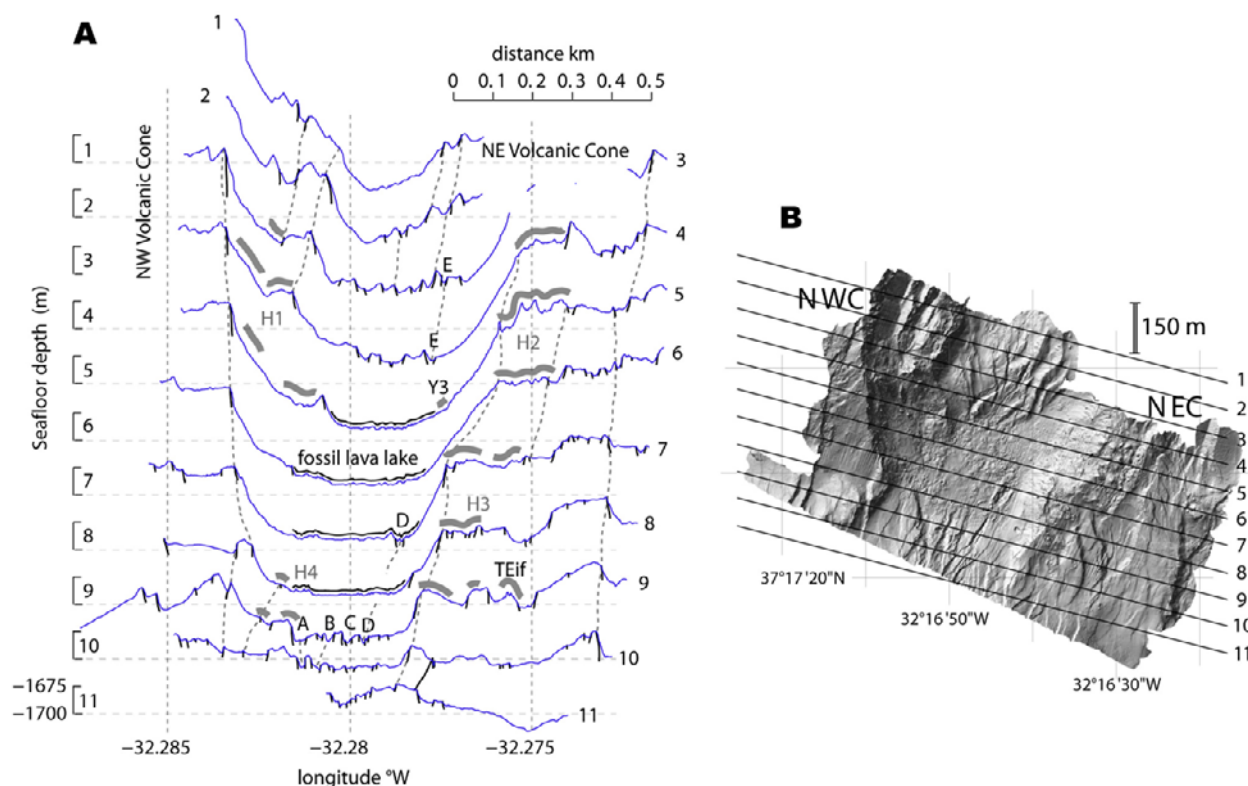 A
1
distance km
0 0.1 0.2 0.3 0.4 0.5
2
NW Volcanic Cone
NE Volcanic Cone
Seafloor depth (m)
1
2
3
4
5
6
7
8
9
10
−1675
−1700
11
3
4
5
6
7
8
9
10
11
E
E
H1
H2
Y3
fossil lava lake
D
H3
H4
TEif
A B C D
−32.285
−32.28
−32.275
longitude °W
B
NWC
150 m
NEC
1
2
3
4
5
6
7
8
9
10
11
37°17'20"N
32°16'50"W
32°16'30"W